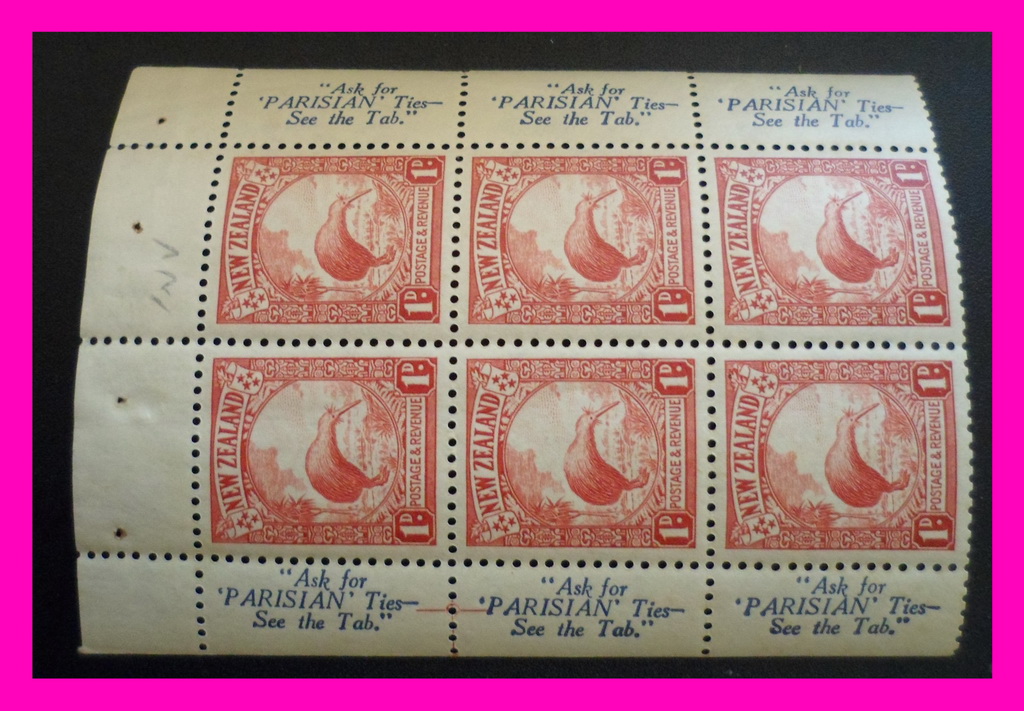 "Ask for
'PARISIAN' Ties—
See the Tab."
"Ask for
'PARISIAN' Ties—
See the Tab."
"Ask for
'PARISIAN' Ties—
See the Tab."
NEW ZEALAND
1D
POSTAGE & REVENUE
1D
NEW ZEALAND
1D
POSTAGE & REVENUE
1D
NEW ZEALAND
1D
POSTAGE & REVENUE
1D
INV
NEW ZEALAND
1D
POSTAGE & REVENUE
1D
NEW ZEALAND
1D
POSTAGE & REVENUE
1D
NEW ZEALAND
1D
POSTAGE & REVENUE
1D
"Ask for
'PARISIAN' Ties—
See the Tab."
"Ask for
'PARISIAN' Ties—
See the Tab."
"Ask for
'PARISIAN' Ties—
See the Tab."